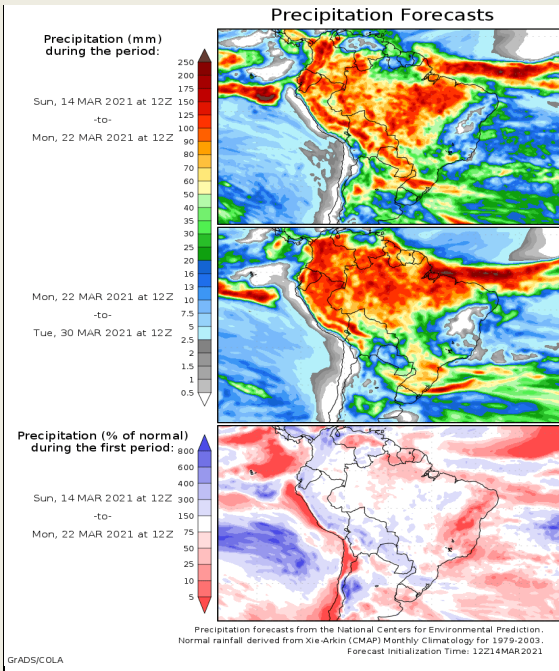 Precipitation Forecasts
Precipitation (mm)
during the period:
Sun, 14 MAR 2021 at 12Z
-to-
Mon, 22 MAR 2021 at 12Z
250
200
175
150
125
100
90
80
70
60
50
40
35
30
25
20
16
13
10
7.5
5
2.5
2
1.5
1
0.5
Mon, 22 MAR 2021 at 12Z
-to-
Tue, 30 MAR 2021 at 12Z
Precipitation (% of normal)
during the first period:
800
600
400
300
150
75
50
25
10
5
Sun, 14 MAR 2021 at 12Z
-to-
Mon, 22 MAR 2021 at 12Z
Precipitation forecasts from the National Centers for Environmental Prediction.
Normal rainfall derived from Xie-Arkin (CMAP) Monthly Climatology for 1979-2003.
Forecast Initialization Time: 12Z14MAR2021
GrADS/COLA